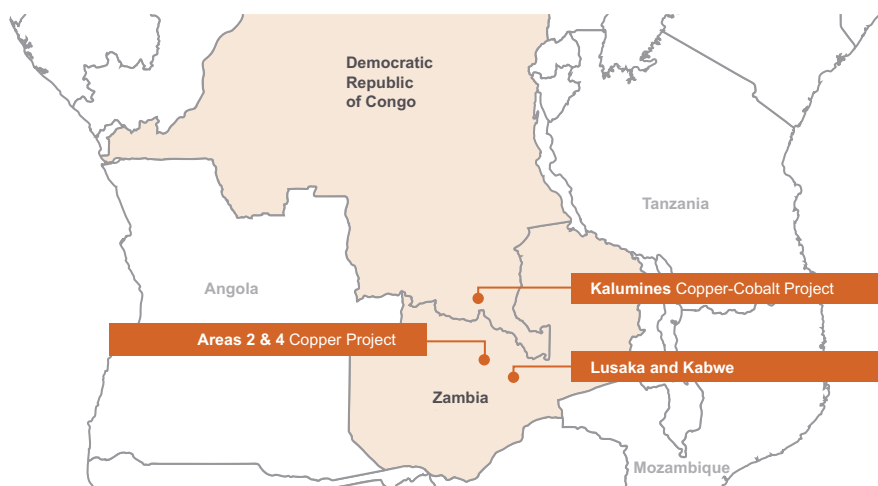 Democratic
Republic
of Congo
Tanzania
Angola
Kalumines Copper-Cobalt Project
Areas 2 & 4 Copper Project
Lusaka and Kabwe
Zambia
Mozambique